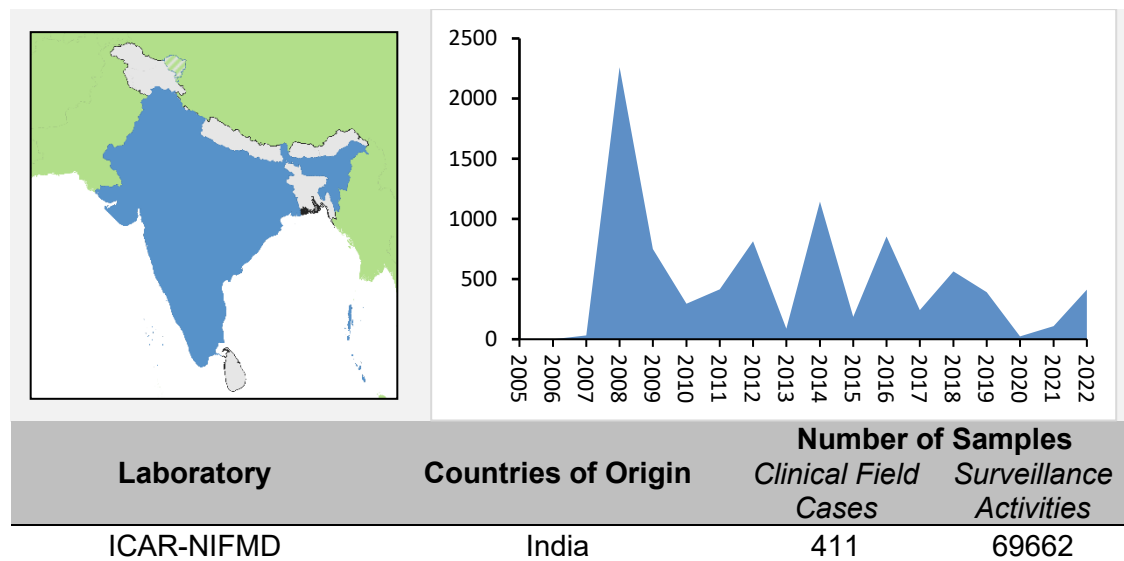 2500
2000
1500
1000
500
0
2005 2006 2007 2008 2009 2010 2011 2012 2013 2014 2015 2016 2017 2018 2019 2020 2021 2022
Number of Samples
Laboratory Countries of Origin Clinical Field Cases Surveillance Activities
ICAR-NIFMD India 411 69662